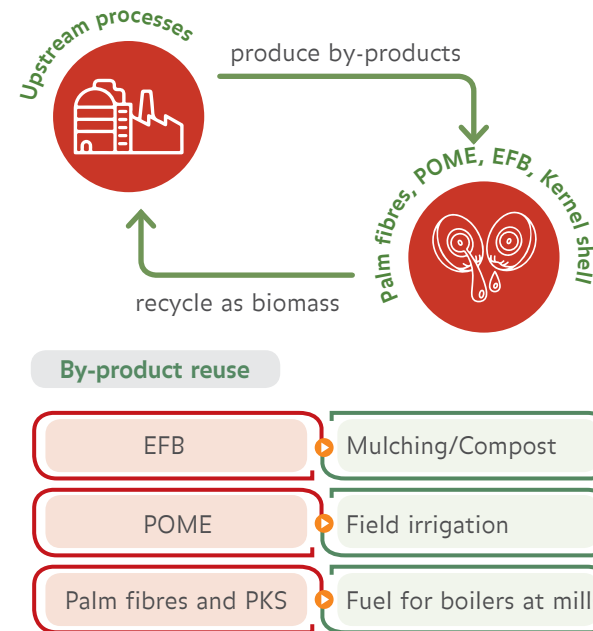 Upstream processes
produce by-products
Palm fibres, POME, EFB, Kernel shell
recycle as biomass
By-product reuse
EFB
Mulching/Compost
POME
Field irrigation
Palm fibres and PKS
Fuel for boilers at mill